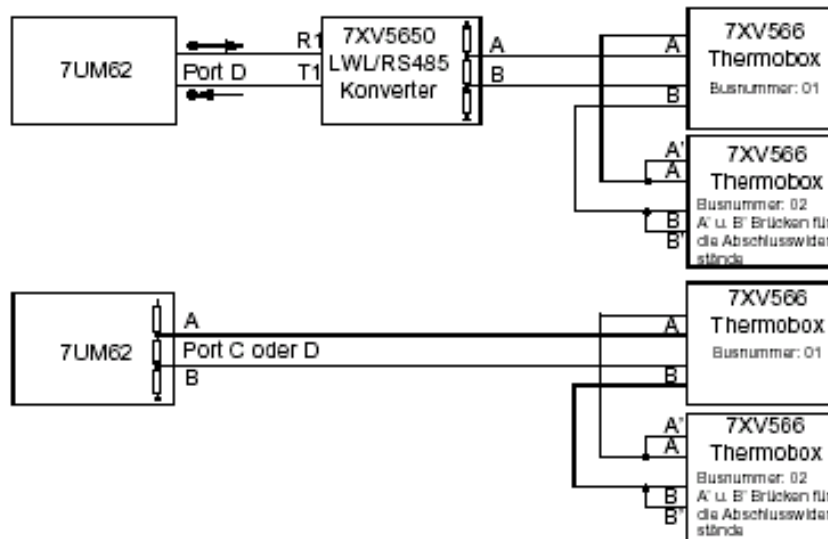 7UM62
Port D
R1
T1
7XV5650
LWL/RS485
Konverter
A
B
A
B
7XV566
Thermobox
Busnummer: 01
A'
A
B
B'
7XV566
Thermobox
Busnummer: 02
A' u. B' Brücken für
die Abschlusswider
stände
7UM62
A
Port C oder D
B
A
B
7XV566
Thermobox
Busnummer: 01
A'
A
B
B'
7XV566
Thermobox
Busnummer: 02
A' u. B' Brücken für
die Abschlusswider
stände